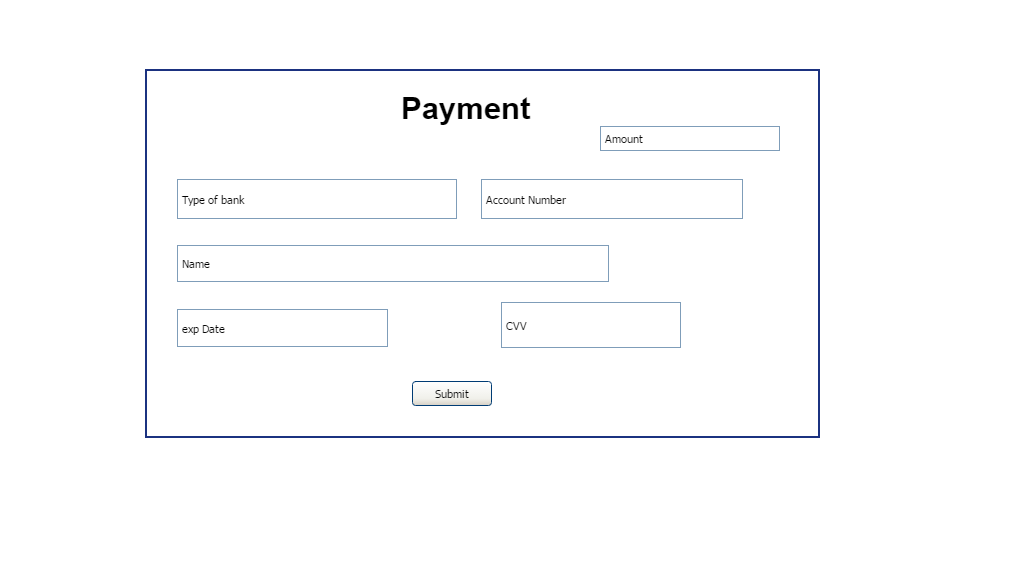 Payment
Amount
Type of bank
Account Number
Name
exp Date
CVV
Submit